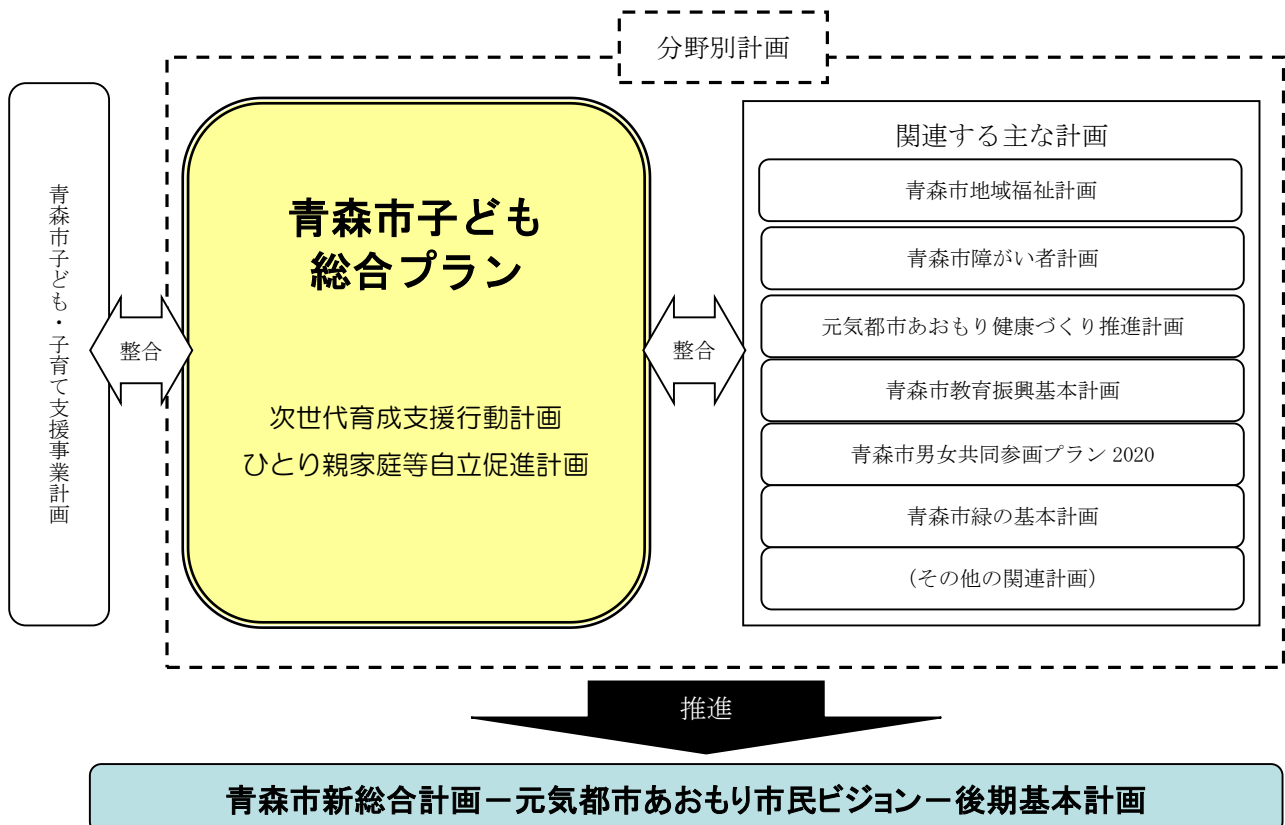 分野別計画
青森市子ども・子育て支援事業計画
整合
青森市子ども
総合プラン
次世代育成支援行動計画
ひとり親家庭等自立促進計画
整合
関連する主な計画
青森市地域福祉計画
青森市障がい者計画
元気都市あおもり健康づくり推進計画
青森市教育振興基本計画
青森市男女共同参画プラン 2020
青森市緑の基本計画
(その他の関連計画)
推進
青森市新総合計画－元気都市あおもり市民ビジョン－後期基本計画